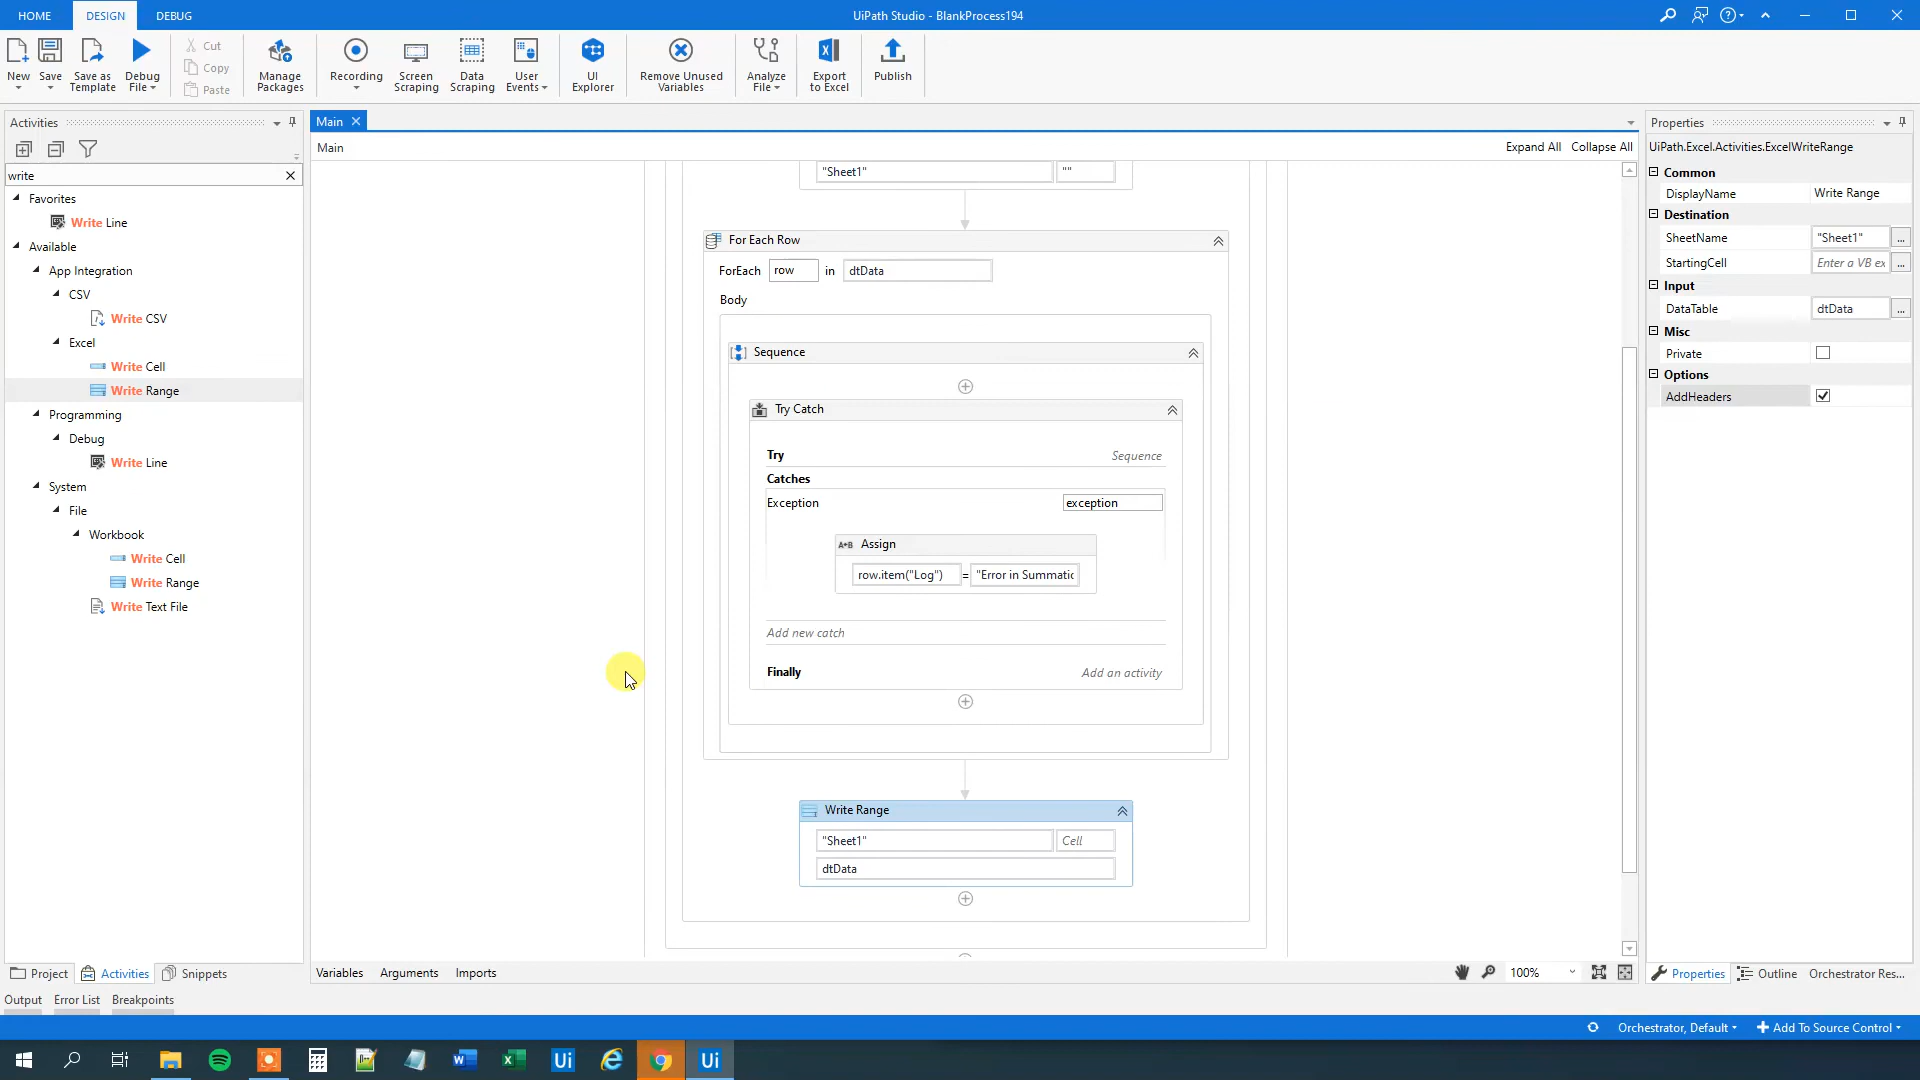 HOME
DESIGN
DEBUG
UiPath Studio - BlankProcess194
New
Save
Save as Template
Debug File
Cut
Copy
Paste
Manage Packages
Recording
Screen Scraping
Data Scraping
User Events
UI Explorer
Remove Unused Variables
Analyze File
Export to Excel
Publish
Activities
write
Favorites
Write Line
Available
App Integration
CSV
Write CSV
Excel
Write Cell
Write Range
Programming
Debug
Write Line
System
File
Workbook
Write Cell
Write Range
Write Text File
Project
Activities
Snippets
Main
Main
Expand All
Collapse All
"Sheet1"
""
For Each Row
ForEach row in dtData
Body
Sequence
Try Catch
Try
Sequence
Catches
Exception
exception
A+B Assign
row.item("Log") = "Error in Summatic
Add new catch
Finally
Add an activity
Write Range
"Sheet1"
Cell
dtData
Variables
Arguments
Imports
100%
Properties
UiPath.Excel.Activities.ExcelWriteRange
Common
DisplayName
Write Range
Destination
SheetName
"Sheet1"
...
StartingCell
Enter a VB ex
...
Input
DataTable
dtData
...
Misc
Private
Options
AddHeaders
Properties
Outline
Orchestrator Res...
Output
Error List
Breakpoints
Orchestrator, Default
Add To Source Control
Ui
Ui